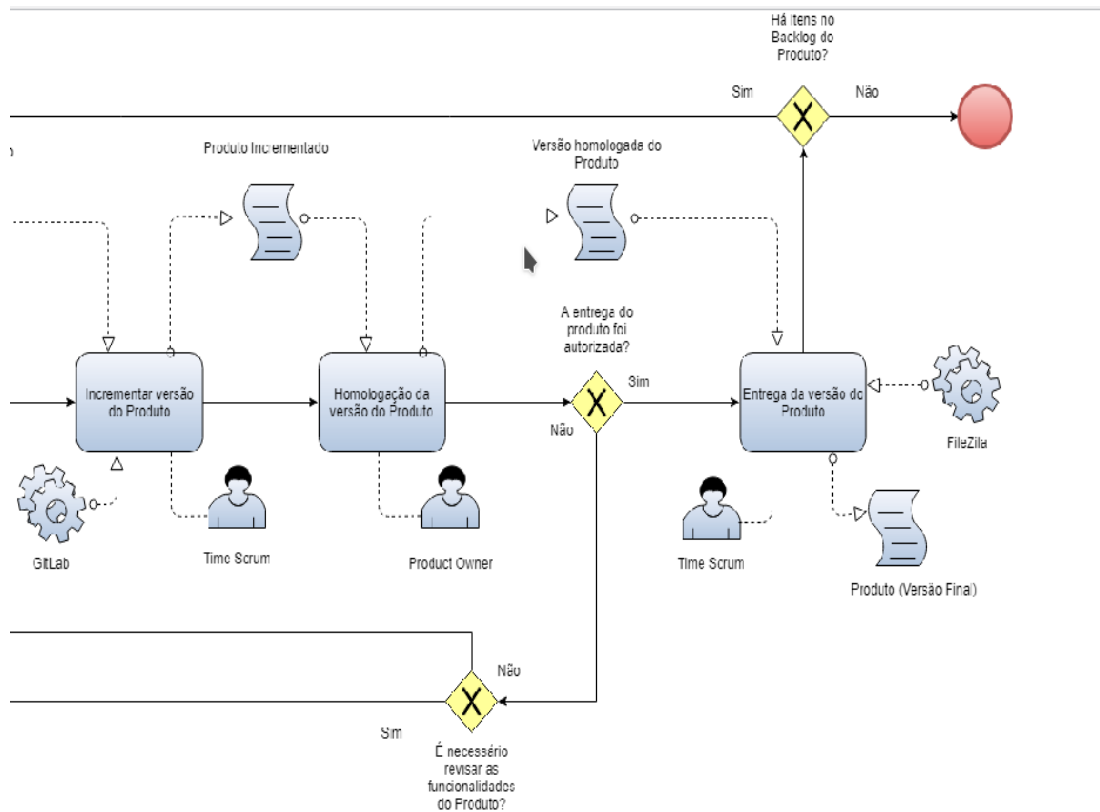 Há itens no
Backlog do
Produto?
Sim
Não
Produto Incrementado
Versão homologada do
Produto
A entrega do
produto foi
autorizada?
Incrementar versão
do Produto
Homologação da
versão do Produto
Sim
Não
Entrega da versão do
Produto
FileZila
GitLab
Time Scrum
Product Owner
Time Scrum
Produto (Versão Final)
Não
Sim
É necessário
revisar as
funcionalidades
do Produto?